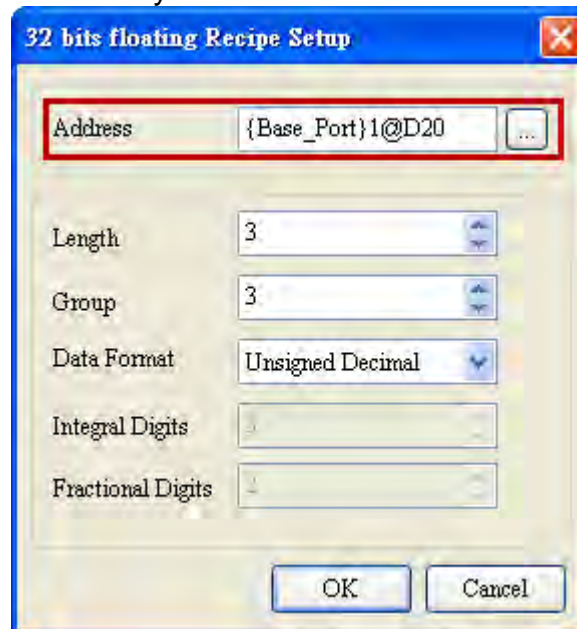 32 bits floating Recipe Setup
Address {Base_Port}1@D20 ...
Length 3
Group 3
Data Format Unsigned Decimal
Integral Digits
Fractional Digits
OK Cancel